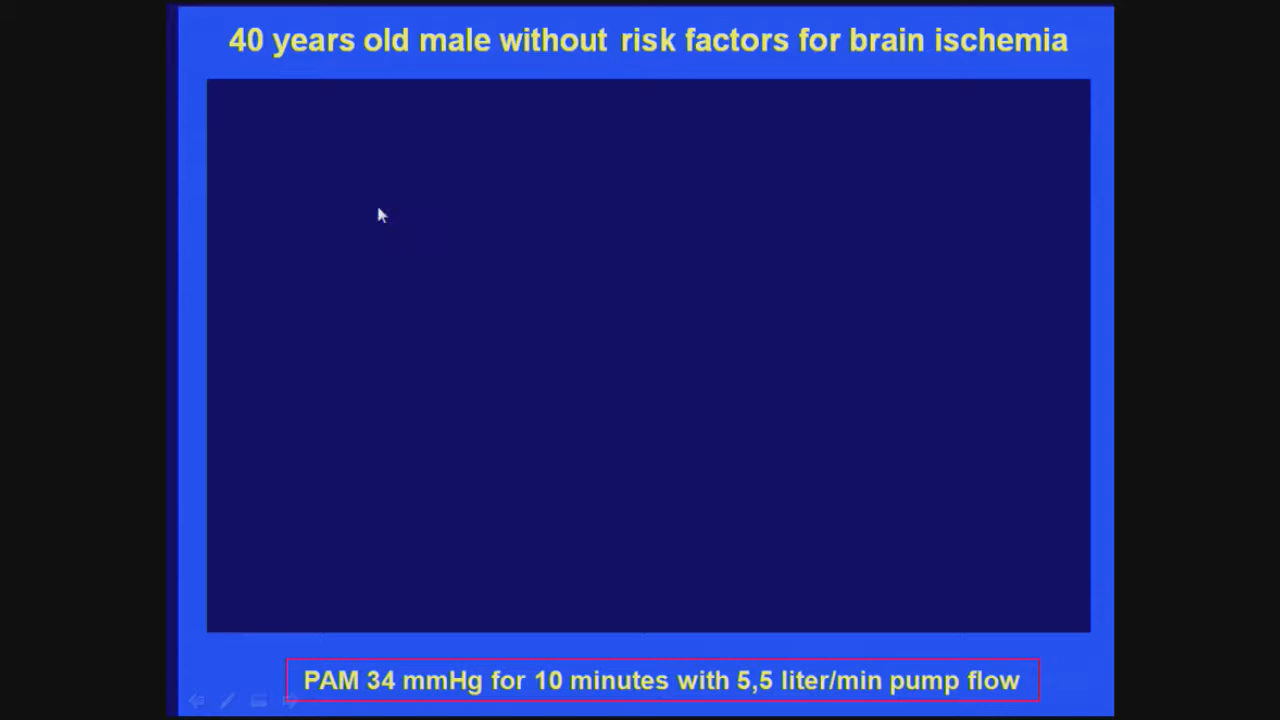 40 years old male without risk factors for brain ischemia
PAM 34 mmHg for 10 minutes with 5,5 liter/min pump flow